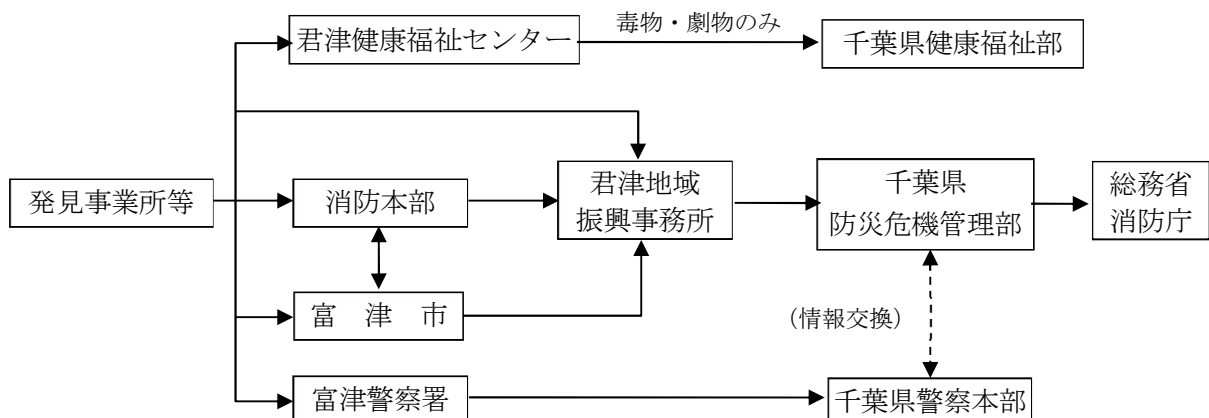 君津健康福祉センター
毒物・劇物のみ
千葉県健康福祉部
発見事業所等
消防本部
君津地域
振興事務所
千葉県
防災危機管理部
総務省
消防庁
富　津　市
（情報交換）
富津警察署
千葉県警察本部